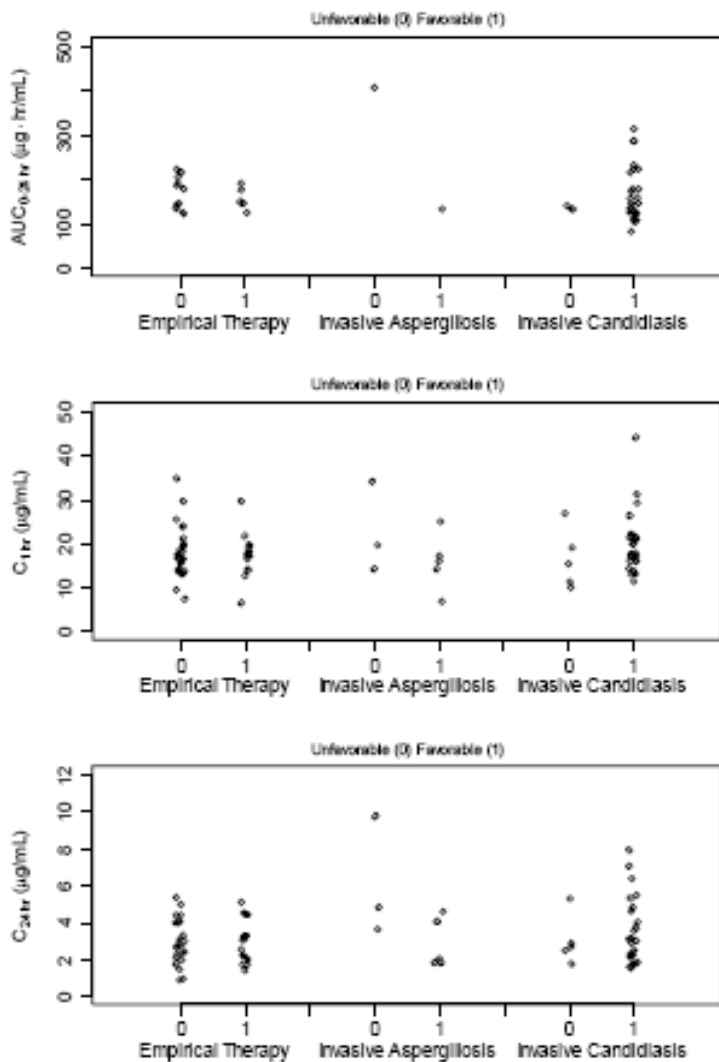 Unfavorable (0) Favorable (1)
AUC0-24 hr (µg · hr/mL)
500
300
100
0
0 1 0 1 0 1
Empirical Therapy Invasive Aspergillosis Invasive Candidiasis
Unfavorable (0) Favorable (1)
C1 hr (µg/mL)
50
40
30
20
10
0
0 1 0 1 0 1
Empirical Therapy Invasive Aspergillosis Invasive Candidiasis
Unfavorable (0) Favorable (1)
C24 hr (µg/mL)
12
10
8
6
4
2
0
0 1 0 1 0 1
Empirical Therapy Invasive Aspergillosis Invasive Candidiasis